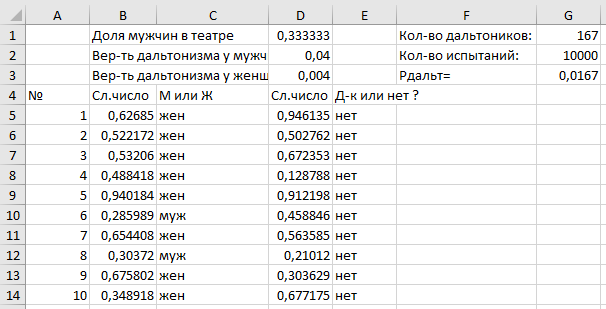 A B C D E F G
1 Доля мужчин в театре 0,333333 Кол-во дальтоников: 167
2 Вер-ть дальтонизма у мужч 0,04 Кол-во испытаний: 10000
3 Вер-ть дальтонизма у женщ 0,004 Рдальт= 0,0167
4 № Сл.число М или Ж Сл.число Д-к или нет ?
5 1 0,62685 жен 0,946135 нет
6 2 0,522172 жен 0,502762 нет
7 3 0,53206 жен 0,672353 нет
8 4 0,488418 жен 0,128788 нет
9 5 0,940184 жен 0,912198 нет
10 6 0,285989 муж 0,458846 нет
11 7 0,654408 жен 0,563585 нет
12 8 0,30372 муж 0,21012 нет
13 9 0,675802 жен 0,303629 нет
14 10 0,348918 жен 0,677175 нет